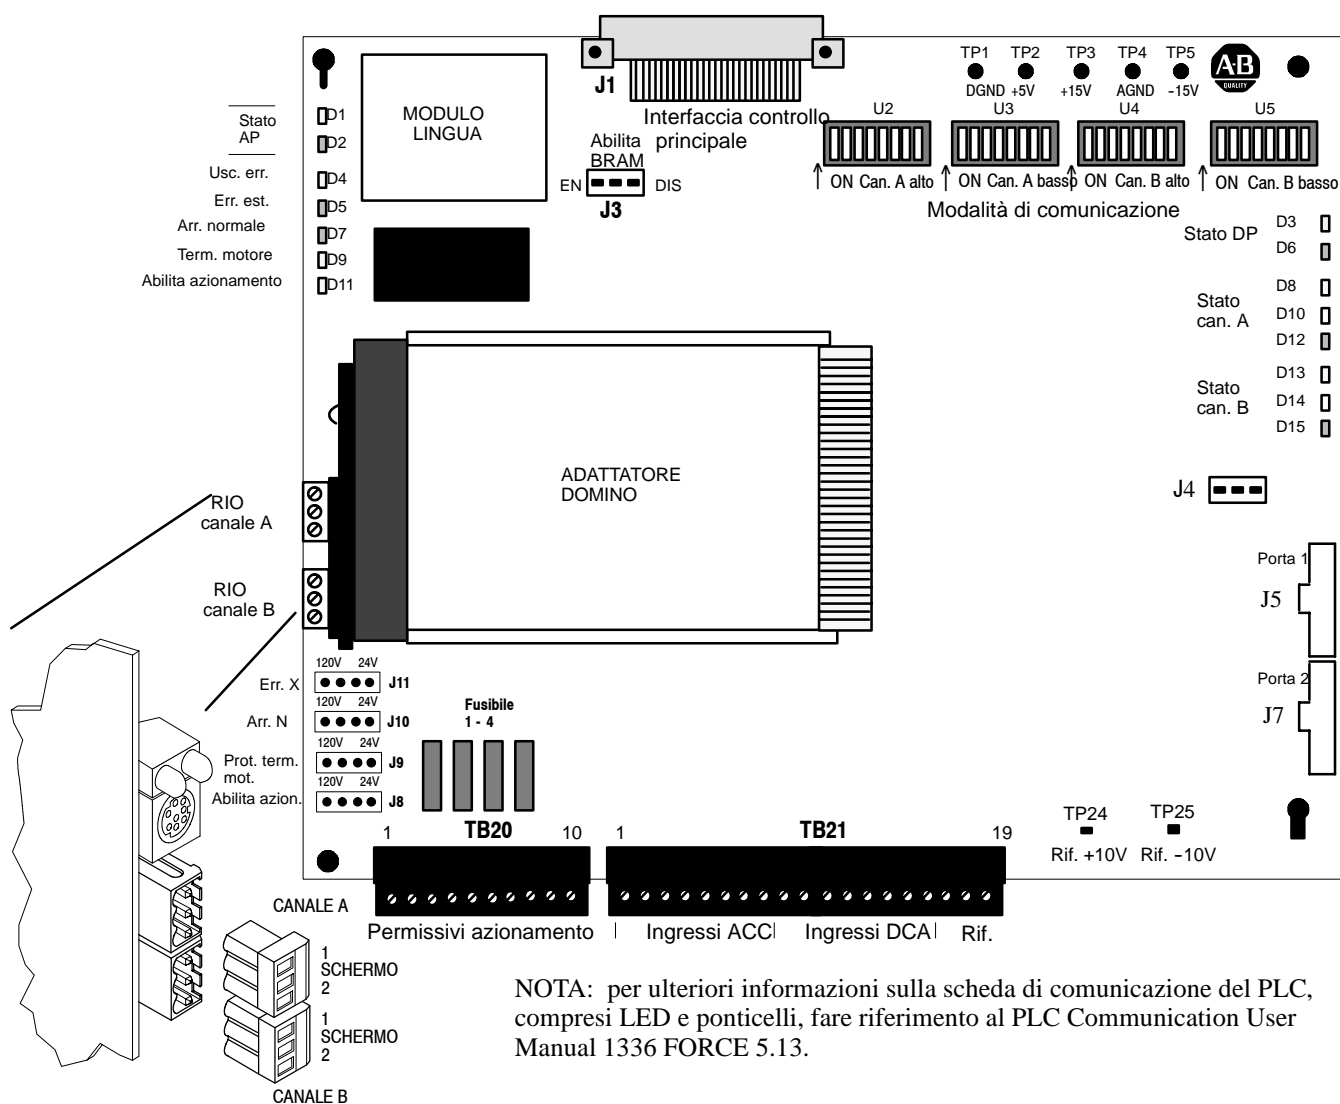 J1
Interfaccia controllo
principale
TP1 TP2 TP3 TP4 TP5
DGND +5V +15V AGND -15V
A-B
QUALITY
MODULO
LINGUA
Abilita
BRAM
EN DIS
J3
U2 U3 U4 U5
ON Can. A alto
ON Can. A basso
ON Can. B alto
ON Can. B basso
Modalità di comunicazione
Stato
AP
D1
D2
Usc. err. D4
Err. est. D5
Arr. normale D7
Term. motore D9
Abilita azionamento D11
Stato DP
D3
D6
Stato
can. A
D8
D10
D12
Stato
can. B
D13
D14
D15
ADATTATORE
DOMINO
J4
RIO
canale A
RIO
canale B
Porta 1
J5
Porta 2
J7
120V 24V
Err. X J11
120V 24V
Arr. N J10
120V 24V
Prot. term.
mot.
J9
120V 24V
Abilita azion. J8
Fusibile
1 - 4
TP24 TP25
Rif. +10V Rif. -10V
1 TB20 10
1 TB21 19
Permissivi azionamento
Ingressi ACC
Ingressi DCA
Rif.
CANALE A
1
SCHERMO
2
1
SCHERMO
2
CANALE B
NOTA: per ulteriori informazioni sulla scheda di comunicazione del PLC,
compresi LED e ponticelli, fare riferimento al PLC Communication User
Manual 1336 FORCE 5.13.